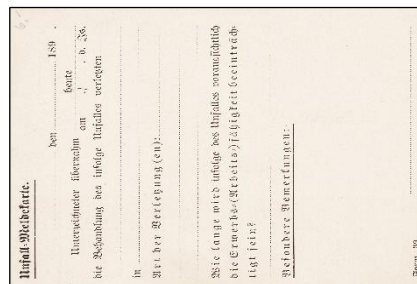 Unfall-Meldekarte.
den 189 .
Unterzeichneter übernahm heute
am / . d. Js.
die Behandlung des infolge Unfalles verletzten
in
Art der Verletzung(en):
Wie lange wird infolge des Unfalles voraussichtlich
die Erwerbs-(Arbeits-)fähigkeit beeinträch-
tigt sein?
Besondere Bemerkungen: